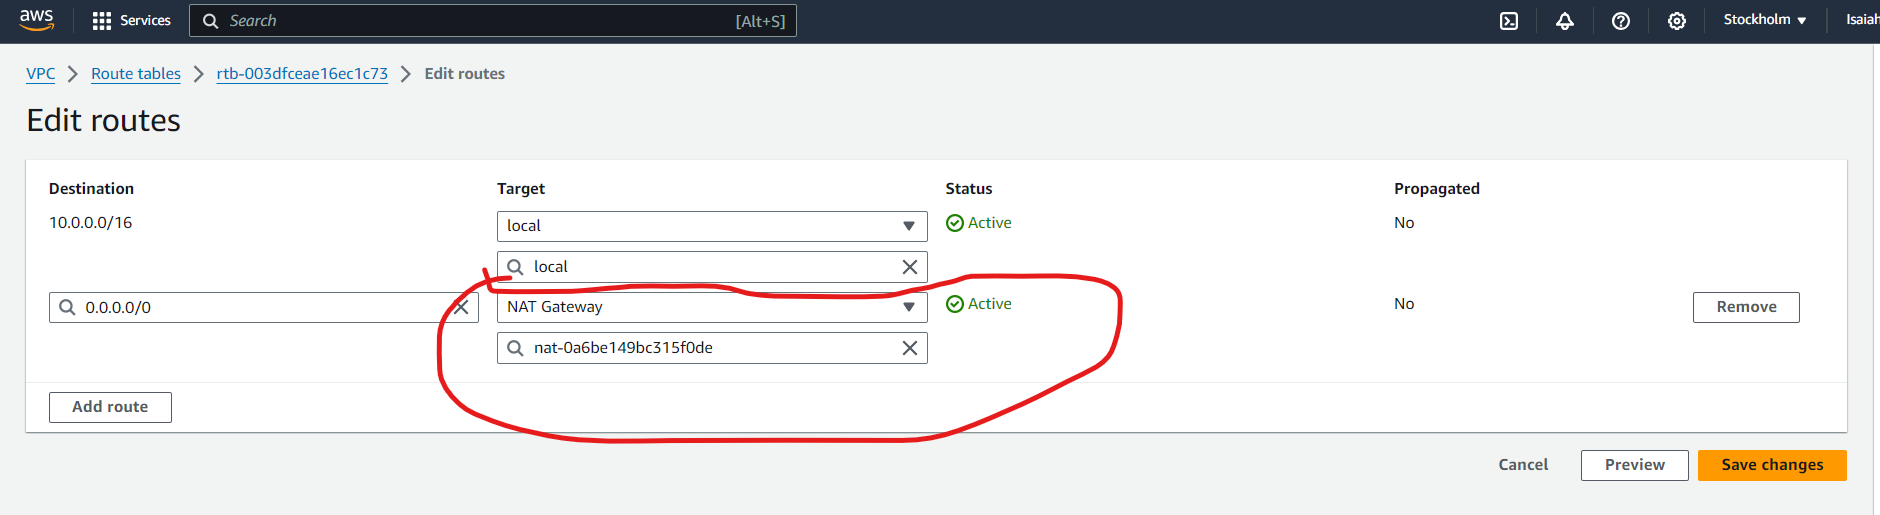 aws Services Search [Alt+S] Stockholm Isaiah
VPC Route tables rtb-003dfceae16ec1c73 Edit routes
Edit routes
Destination Target Status Propagated
10.0.0.0/16 local Active No
local
0.0.0.0/0 NAT Gateway Active No Remove
nat-0a6be149bc315f0de
Add route
Cancel Preview Save changes